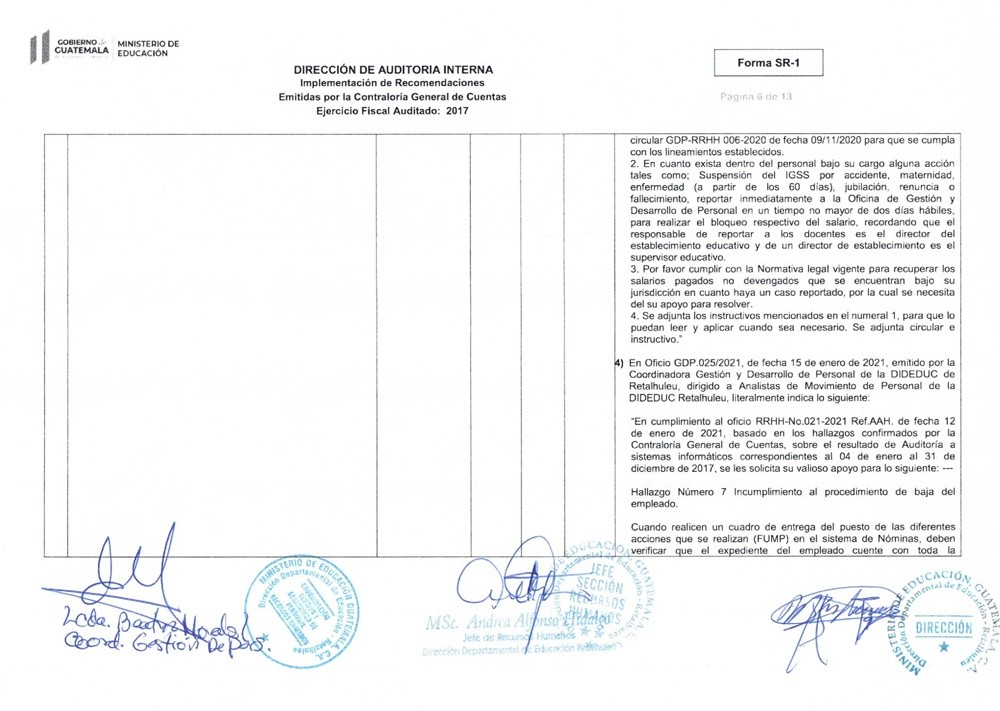 GOBIERNO de
GUATEMALA
MINISTERIO DE
EDUCACIÓN
DIRECCIÓN DE AUDITORIA INTERNA
Implementación de Recomendaciones
Emitidas por la Contraloría General de Cuentas
Ejercicio Fiscal Auditado: 2017
Forma SR-1
Página 6 de 13
circular GDP-RRHH 006-2020 de fecha 09/11/2020 para que se cumpla
con los lineamientos establecidos.
2. En cuanto exista dentro del personal bajo su cargo alguna acción
tales como; Suspensión del IGSS por accidente, maternidad,
enfermedad (a partir de los 60 días), jubilación, renuncia o
fallecimiento, reportar inmediatamente a la Oficina de Gestión y
Desarrollo de Personal en un tiempo no mayor de dos días hábiles,
para realizar el bloqueo respectivo del salario, recordando que el
responsable de reportar a los docentes es el director del
establecimiento educativo y de un director de establecimiento es el
supervisor educativo.
3. Por favor cumplir con la Normativa legal vigente para recuperar los
salarios pagados no devengados que se encuentran bajo su
jurisdicción en cuanto haya un caso reportado, por la cual se necesita
del su apoyo para resolver.
4. Se adjunta los instructivos mencionados en el numeral 1, para que lo
puedan leer y aplicar cuando sea necesario. Se adjunta circular e
instructivo."
4) En Oficio GDP.025/2021, de fecha 15 de enero de 2021, emitido por la
Coordinadora Gestión y Desarrollo de Personal de la DIDEDUC de
Retalhuleu, dirigido a Analistas de Movimiento de Personal de la
DIDEDUC Retalhuleu, literalmente indica lo siguiente:
"En cumplimiento al oficio RRHH-No.021-2021 Ref.AAH. de fecha 12
de enero de 2021, basado en los hallazgos confirmados por la
Contraloría General de Cuentas, sobre el resultado de Auditoría a
sistemas informáticos correspondientes al 04 de enero al 31 de
diciembre de 2017, se les solicita su valioso apoyo para lo siguiente: ---
Hallazgo Número 7 Incumplimiento al procedimiento de baja del
empleado.
Cuando realicen un cuadro de entrega del puesto de las diferentes
acciones que se realizan (FUMP) en el sistema de Nóminas, deben
verificar que el expediente del empleado cuente con toda la
Lcda.
Coord. Gestión De
MINISTERIO DE EDUCACION GUATEMALA, C.A.
Dirección Departamental de Educación
JEFE
SECCIÓN
RECURSOS
HUMANOS
MSc. Andrea Alfonso Hidalgo
Jefe de Recursos Humanos
Dirección Departamental de Educación Retalhuleu
MINISTERIO DE EDUCACIÓN, GUATEMALA, C.A.
Dirección Departamental de Educación - Retalhuleu
DIRECCIÓN